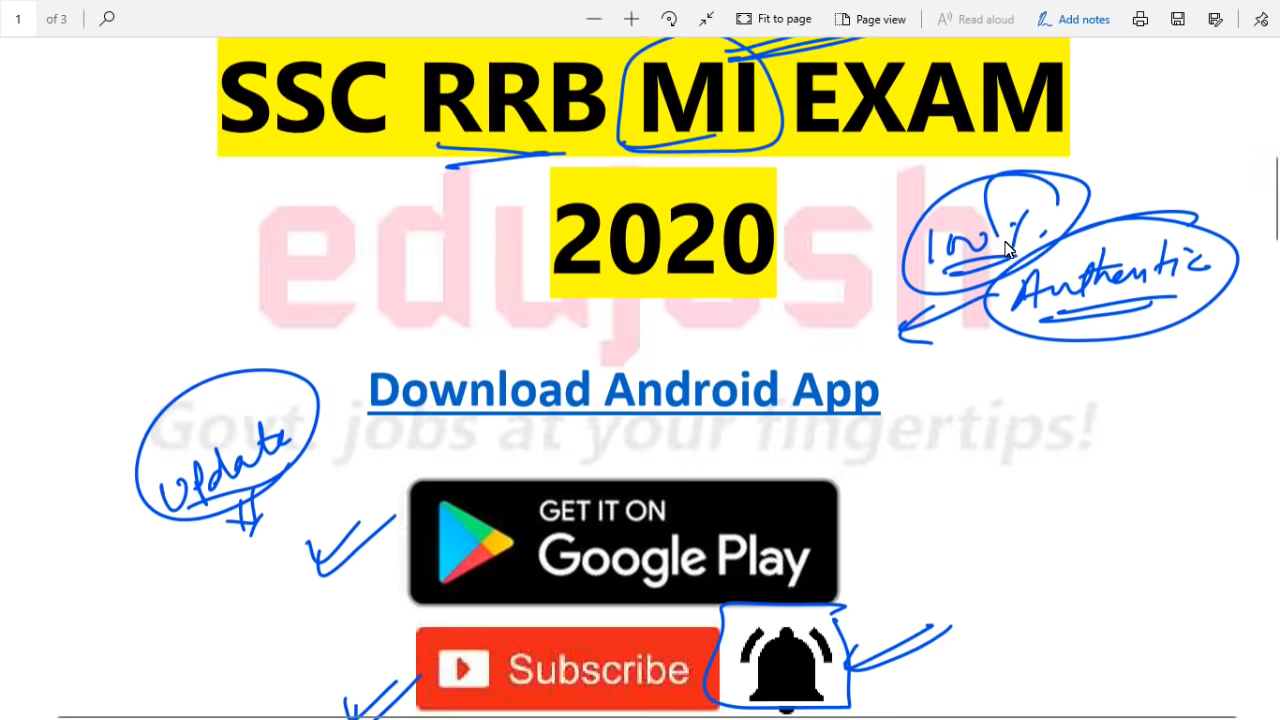 1 of 3 Fit to page Page view Read aloud Add notes
SSC RRB MI EXAM
2020
100%.
Authentic
edujosh
Download Android App
Govt. jobs at your fingertips!
Update
GET IT ON
Google Play
Subscribe